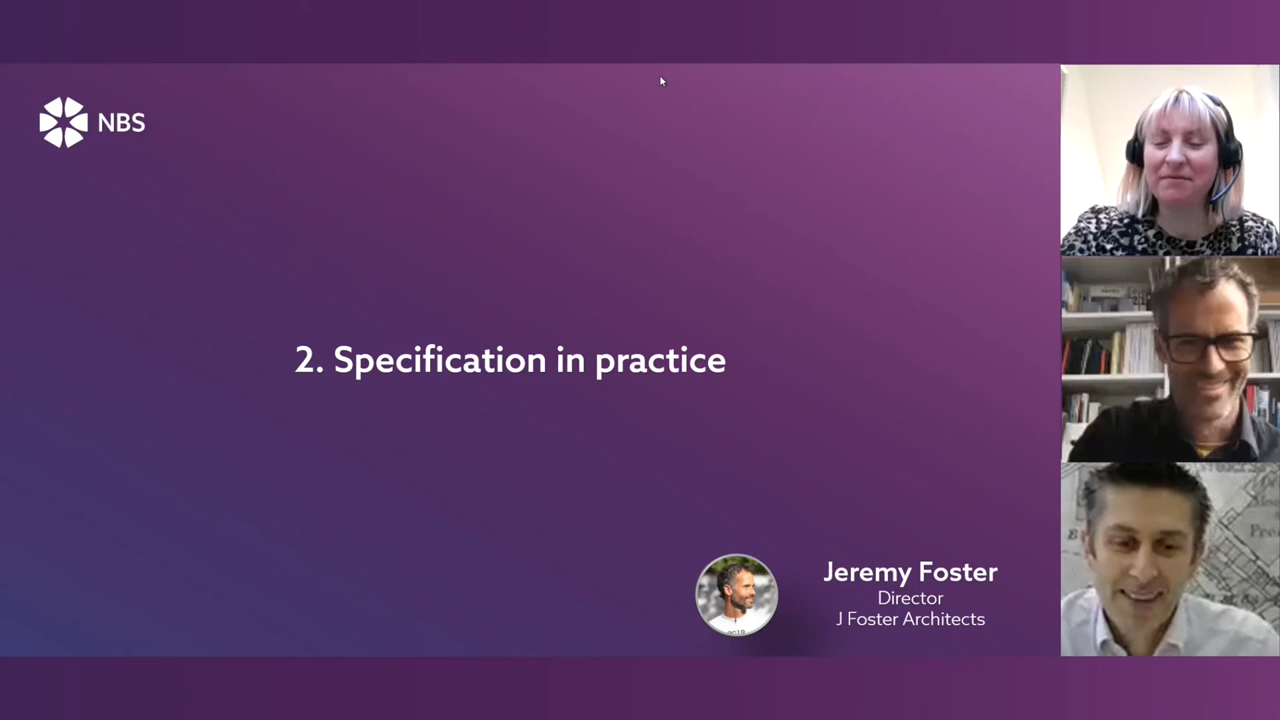 NBS
2. Specification in practice
Jeremy Foster
Director
J Foster Architects